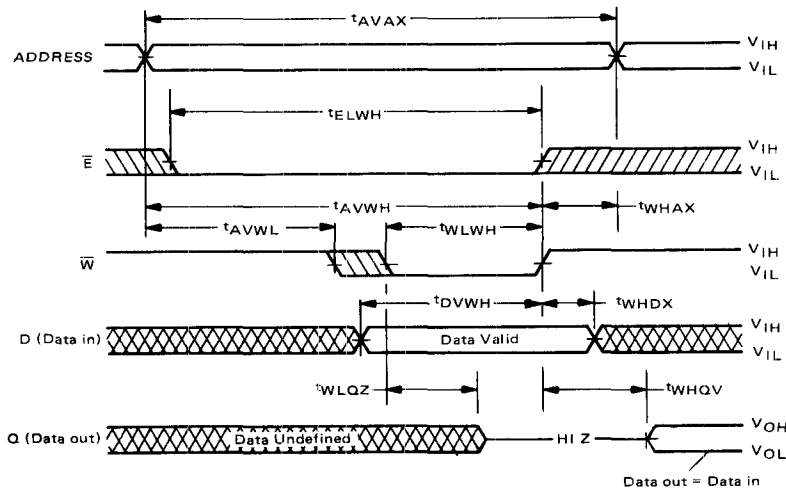 tAVAX
ADDRESS
VIH
VIL
tELWH
E
VIH
VIL
tAVWH
tWHAX
tAVWL
tWLWH
W
VIH
VIL
tDVWH
tWHDX
D (Data in)
Data Valid
VIH
VIL
tWLQZ
tWHQV
Q (Data out)
Data Undefined
HI Z
VOH
VOL
Data out = Data in